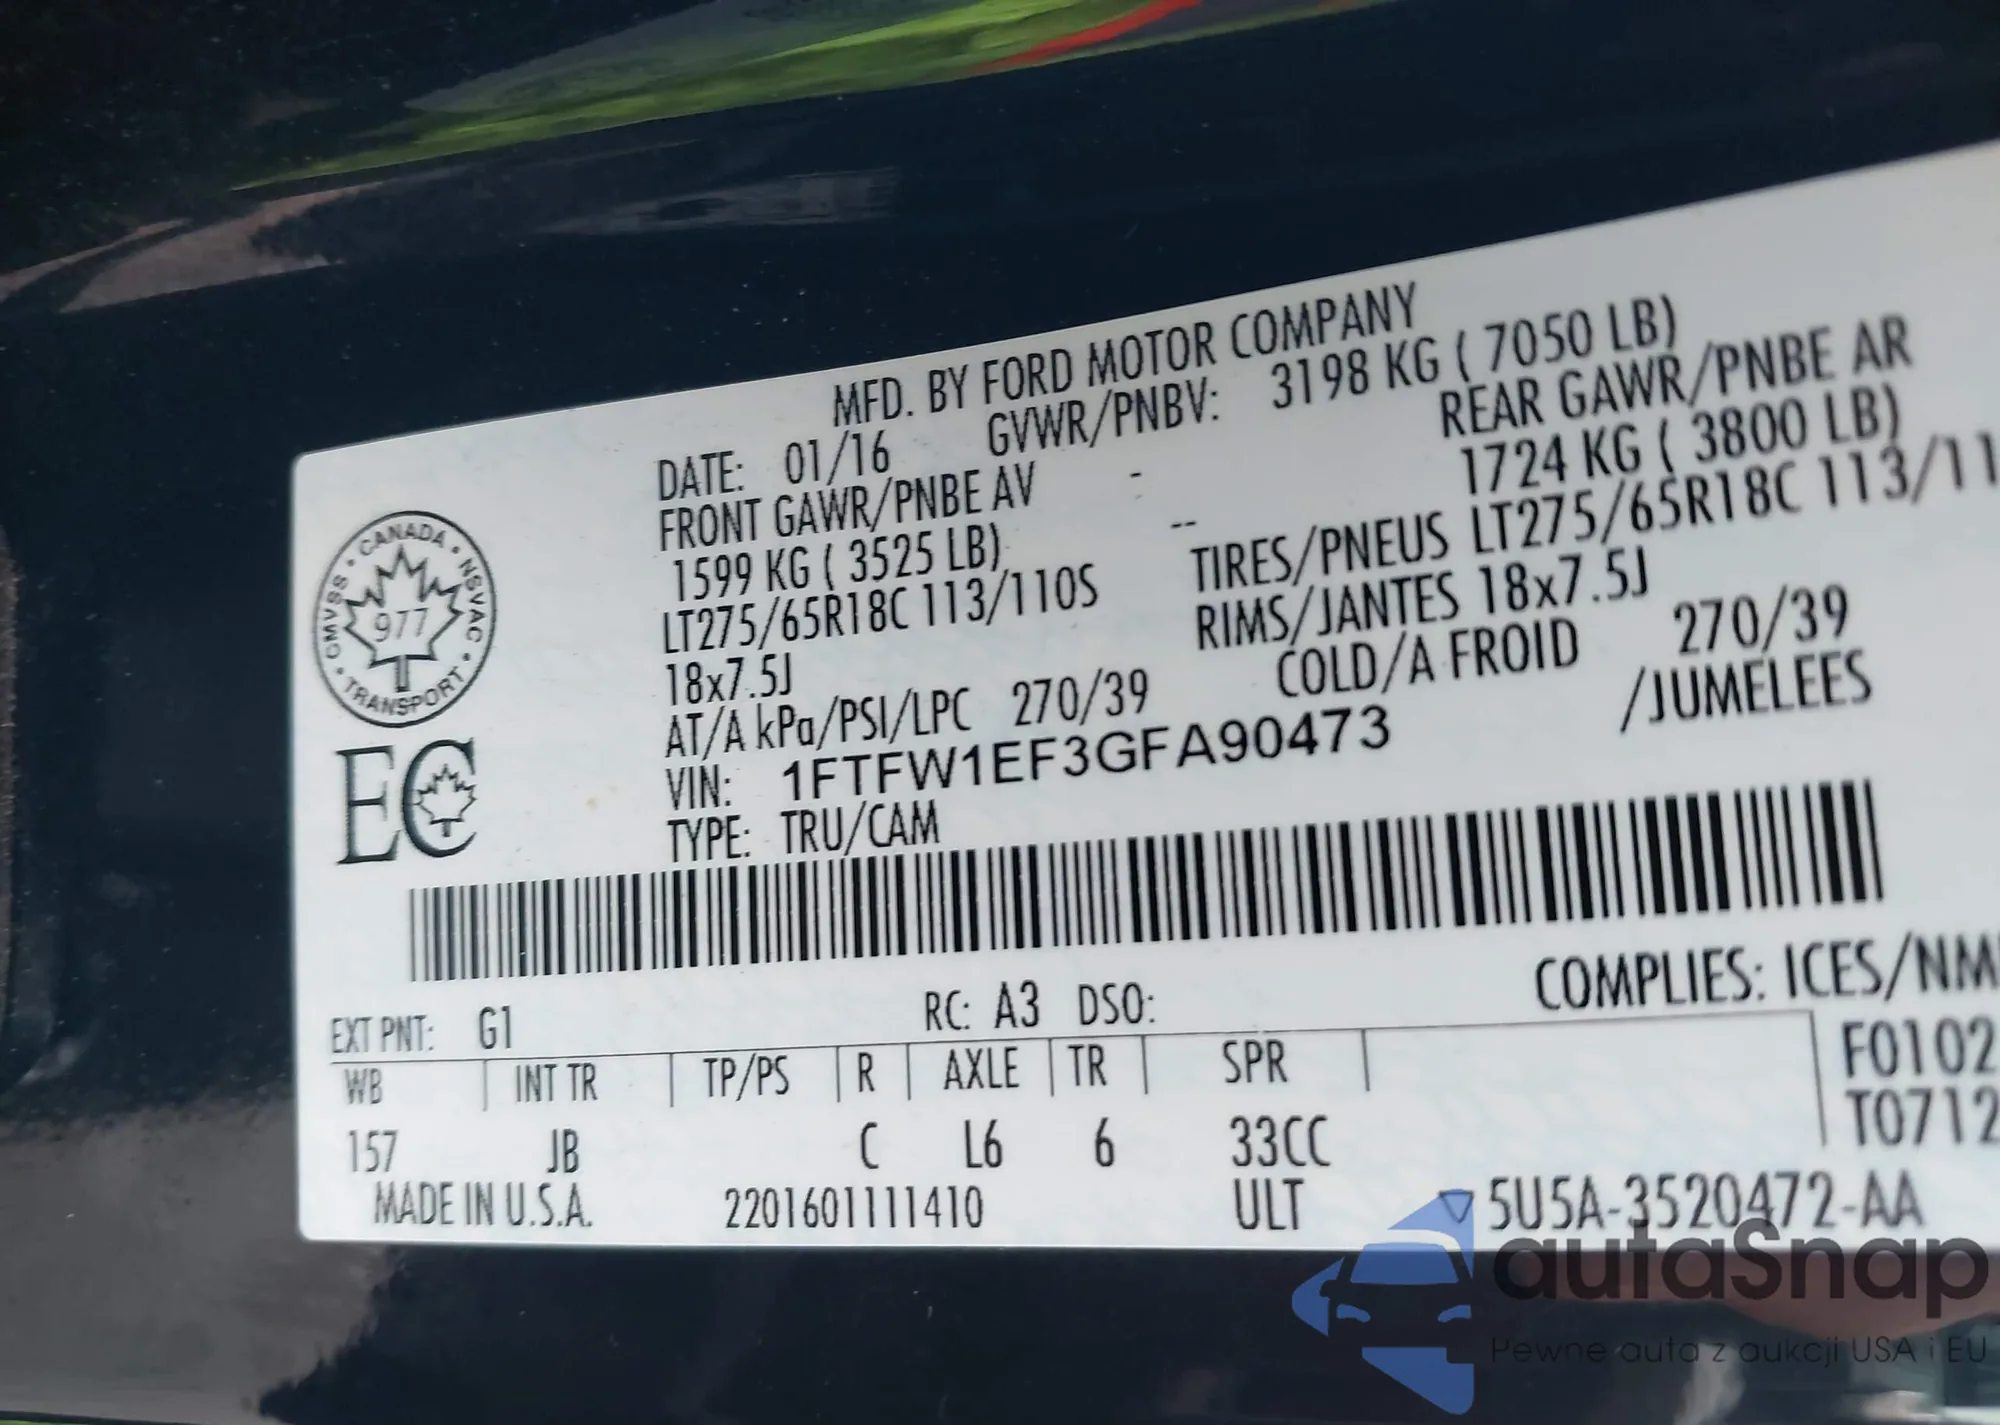 MFD. BY FORD MOTOR COMPANY
DATE: 01/16 GVWR/PNBV: 3198 KG ( 7050 LB)
FRONT GAWR/PNBE AV - REAR GAWR/PNBE AR
1599 KG ( 3525 LB) -- 1724 KG ( 3800 LB)
LT275/65R18C 113/110S TIRES/PNEUS LT275/65R18C 113/11
18x7.5J RIMS/JANTES 18x7.5J
AT/A kPa/PSI/LPC 270/39 COLD/A FROID 270/39
VIN: 1FTFW1EF3GFA90473 /JUMELEES
TYPE: TRU/CAM
CANADA • NSVAC • TRANSPORT • CMVSS •
977
EC
COMPLIES: ICES/NM
EXT PNT: G1 RC: A3 DSO:
WB INT TR TP/PS R AXLE TR SPR F0102
157 JB C L6 6 33CC T0712
MADE IN U.S.A. 2201601111410 ULT ▽ 5U5A-3520472-AA
autaSnap
Pewne auta z aukcji USA i EU